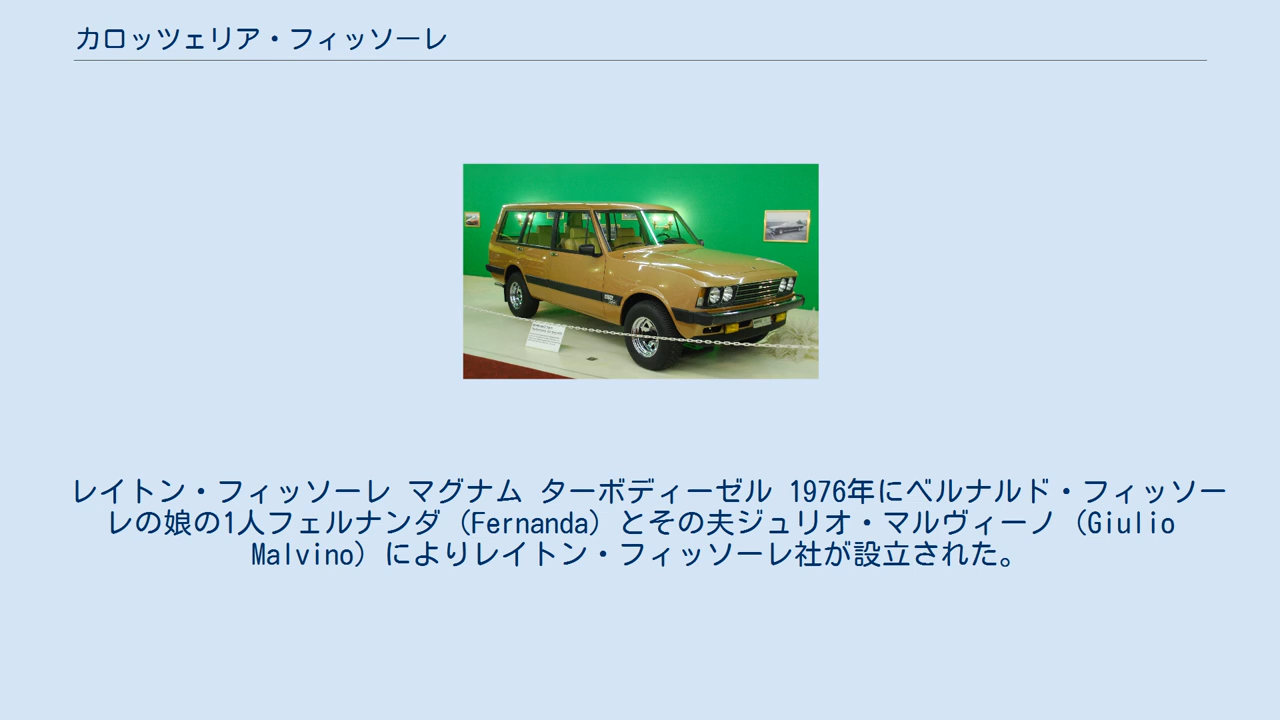 カロッツェリア・フィッソーレ
レイトン・フィッソーレ マグナム ターボディーゼル 1976年にベルナルド・フィッソー
レの娘の1人フェルナンダ（Fernanda）とその夫ジュリオ・マルヴィーノ（Giulio
Malvino）によりレイトン・フィッソーレ社が設立された。